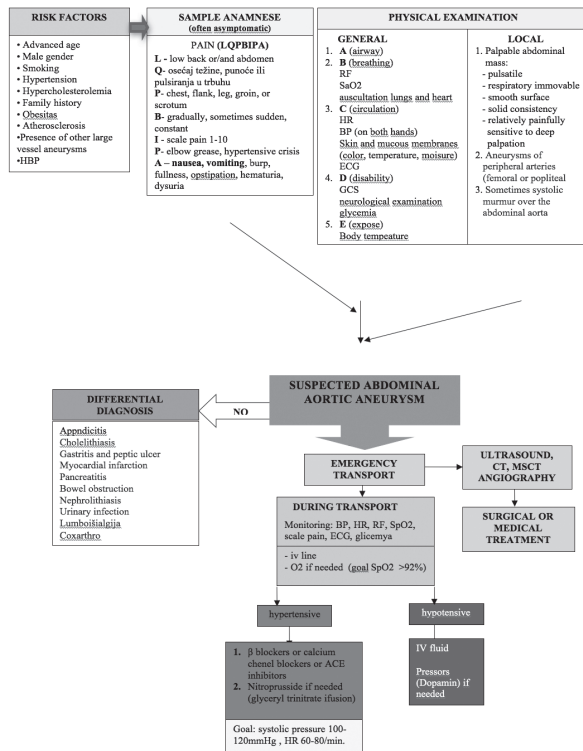 RISK FACTORS
• Advanced age
• Male gender
• Smoking
• Hypertension
• Hypercholerolemia
• Family history
• Obesitas
• Atherosclerosis
•Presence of other large
vessel aneurysms
• HBP
SAMPLE ANAMNESE
(often asymptomatic)
PAIN (LQPBIPA)
L - low back or/and abdomen
Q- osećaj težine, punoće ili
pulsiranja u trbuhu
P- chest, flank, leg, groin, or
scrotum
B- gradually, sometimes sudden,
constant
I - scale pain 1-10
P- elbow grease, hypertensive crisis
A – nausea, vomiting, burp,
fullness, opstipation, hematuria,
dysuria
PHYSICAL EXAMINATION
GENERAL
1. A (airway)
2. B (breathing)
RF
SaO2
auscultation lungs and heart
3. C (circulation)
HR
BP (on both hands)
Skin and mucous membranes
(color, temperature, moisure)
ECG
4. D (disability)
GCS
neurological examination
glycemia
5. E (expose)
Body tempeature
LOCAL
1. Palpable abdominal
mass:
- pulsatile
- respiratory immovable
- smooth surface
- solid consistency
- relatively painfully
sensitive to deep
palpation
2. Aneurysms of
peripheral arteries
(femoral or popliteal
3. Sometimes systolic
murmur over the
abdominal aorta
SUSPECTED ABDOMINAL
AORTIC ANEURYSM
NO
DIFFERENTIAL
DIAGNOSIS
Appndicitis
Cholelithiasis
Gastritis and peptic ulcer
Myocardial infarction
Pancreatitis
Bowel obstruction
Nephrolithiasis
Urinary infection
Lumboišialgija
Coxarthro
EMERGENCY
TRANSPORT
ULTRASOUND,
CT, MSCT
ANGIOGRAPHY
SURGICAL OR
MEDICAL
TREATMENT
DURING TRANSPORT
Monitoring: BP, HR, RF, SpO2,
scale pain, ECG, glicemya
- iv line
- O2 if needed (goal SpO2 >92%)
hypertensive
hypotensive
1. β blockers or calcium
chenel blockers or ACE
inhibitors
2. Nitroprusside if needed
(glyceryl trinitrate ifusion)
Goal: systolic pressure 100-
120mmHg , HR 60-80/min.
IV fluid
Pressors
(Dopamin) if
needed